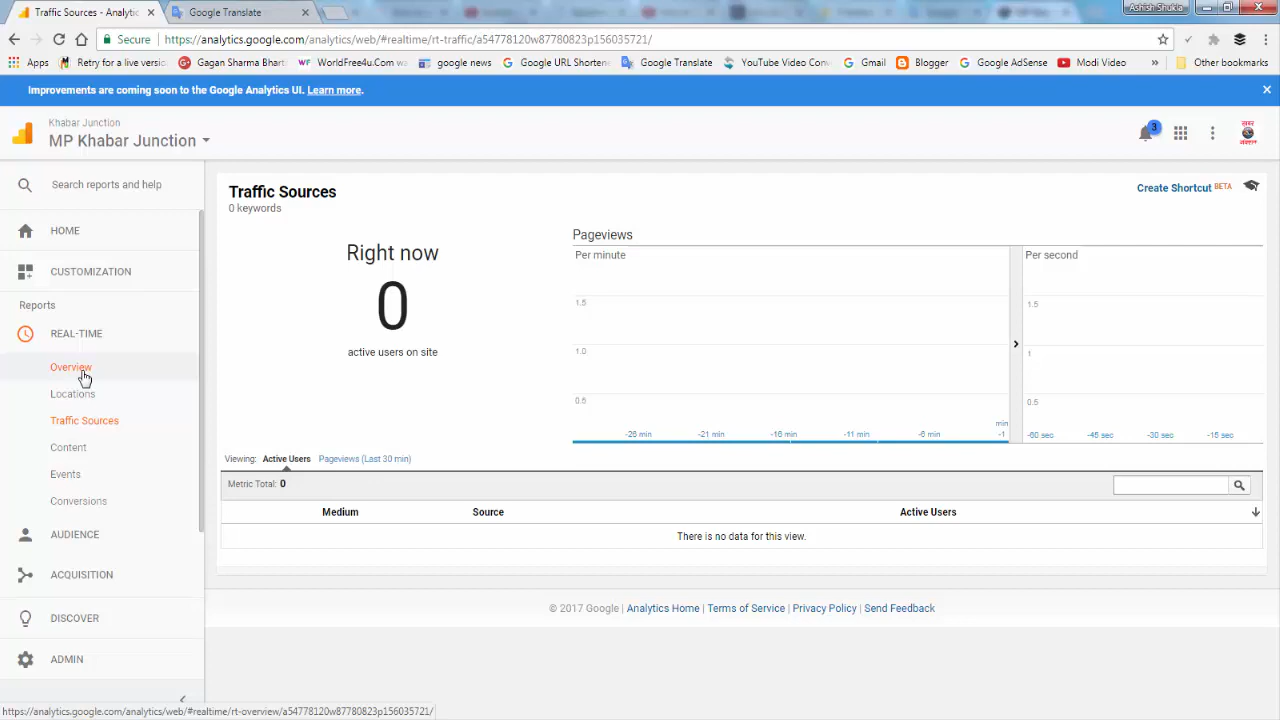 Traffic Sources - Analytic
Google Translate
Ashish Shukla
Secure
https://analytics.google.com/analytics/web/#realtime/rt-traffic/a54778120w87780823p156035721/
Apps
Retry for a live versio
Gagan Sharma Bhart
WorldFree4u.Com wa
google news
Google URL Shortene
Google Translate
YouTube Video Conv
Gmail
Blogger
Google AdSense
Modi Video
»
Other bookmarks
Improvements are coming soon to the Google Analytics UI. Learn more.
Khabar Junction
MP Khabar Junction
3
Search reports and help
HOME
CUSTOMIZATION
Reports
REAL-TIME
Overview
Locations
Traffic Sources
Content
Events
Conversions
AUDIENCE
ACQUISITION
DISCOVER
ADMIN
Traffic Sources
0 keywords
Create Shortcut BETA
Right now
0
active users on site
Pageviews
Per minute
1.5
1.0
0.5
-26 min
-21 min
-16 min
-11 min
-6 min
min
-1
Per second
1.5
1
0.5
-60 sec
-45 sec
-30 sec
-15 sec
Viewing: Active Users Pageviews (Last 30 min)
Metric Total: 0
Medium Source Active Users
There is no data for this view.
© 2017 Google | Analytics Home | Terms of Service | Privacy Policy | Send Feedback
https://analytics.google.com/analytics/web/#realtime/rt-overview/a54778120w87780823p156035721/